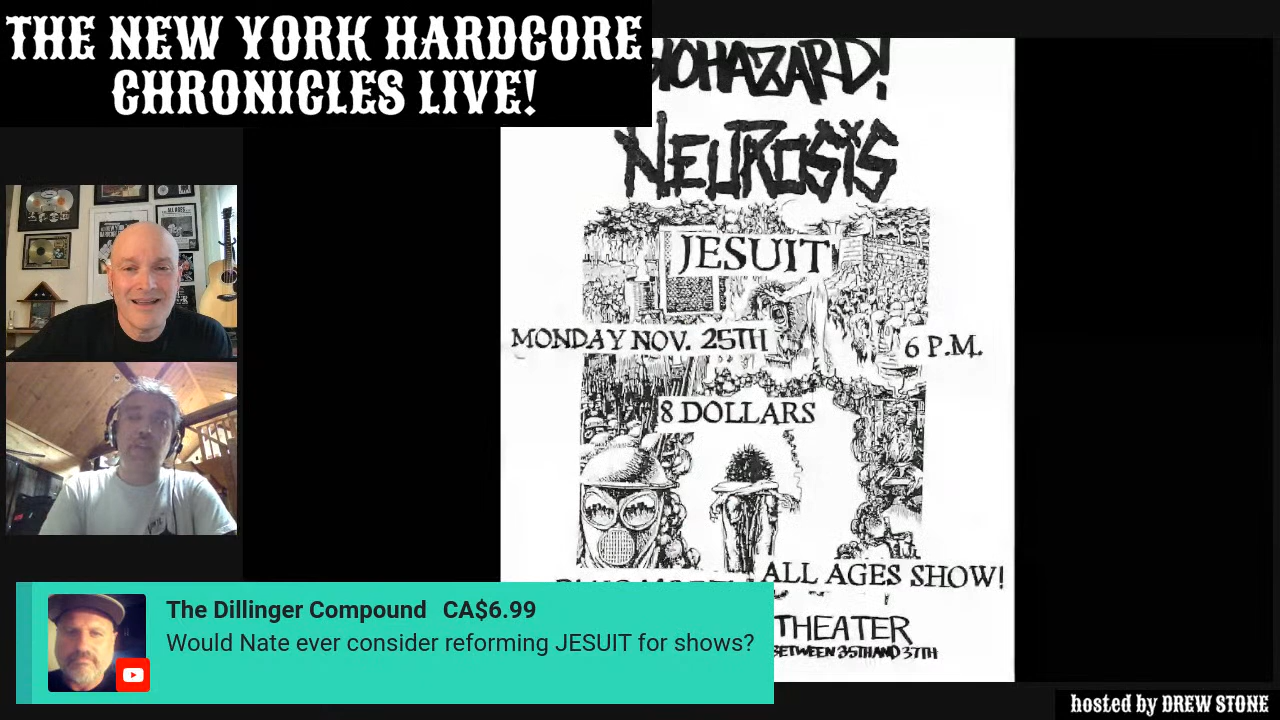 THE NEW YORK HARDCORE
CHRONICLES LIVE!
NEUROSIS
JESUIT
MONDAY NOV. 25TH
6 P.M.
8 DOLLARS
ALL AGES SHOW!
THEATER
BETWEEN 35TH AND 37TH
The Dillinger Compound CA$6.99
Would Nate ever consider reforming JESUIT for shows?
hosted by DREW STONE